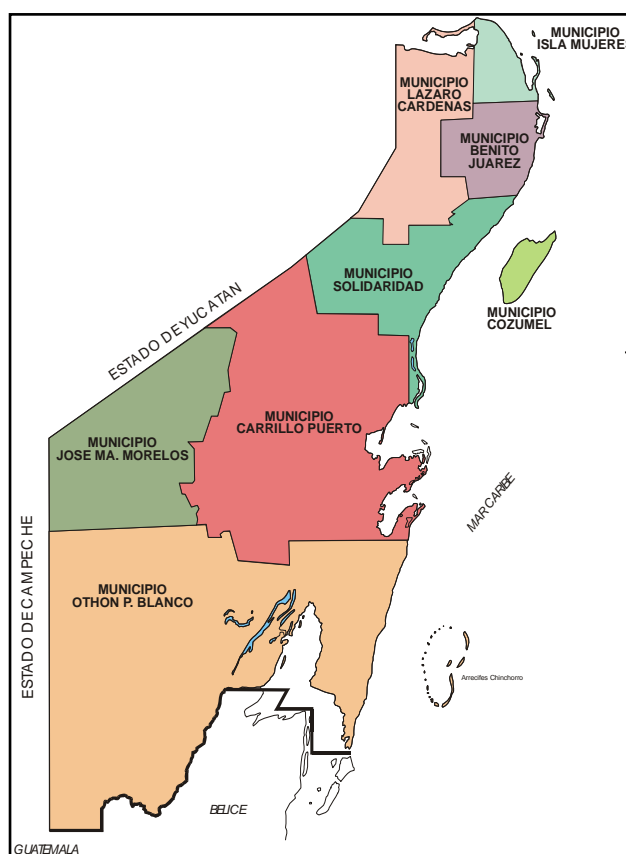 MUNICIPIO
ISLA MUJERE
MUNICIPIO
LAZARO
CARDENAS
MUNICIPIO
BENITO
JUAREZ
MUNICIPIO
SOLIDARIDAD
MUNICIPIO
COZUMEL
ESTADO DE YUCATAN
MUNICIPIO
CARRILLO PUERTO
MUNICIPIO
JOSE MA. MORELOS
MAR CARIBE
ESTADO DE CAMPECHE
MUNICIPIO
OTHON P. BLANCO
Arrecifes Chinchorro
BELICE
GUATEMALA